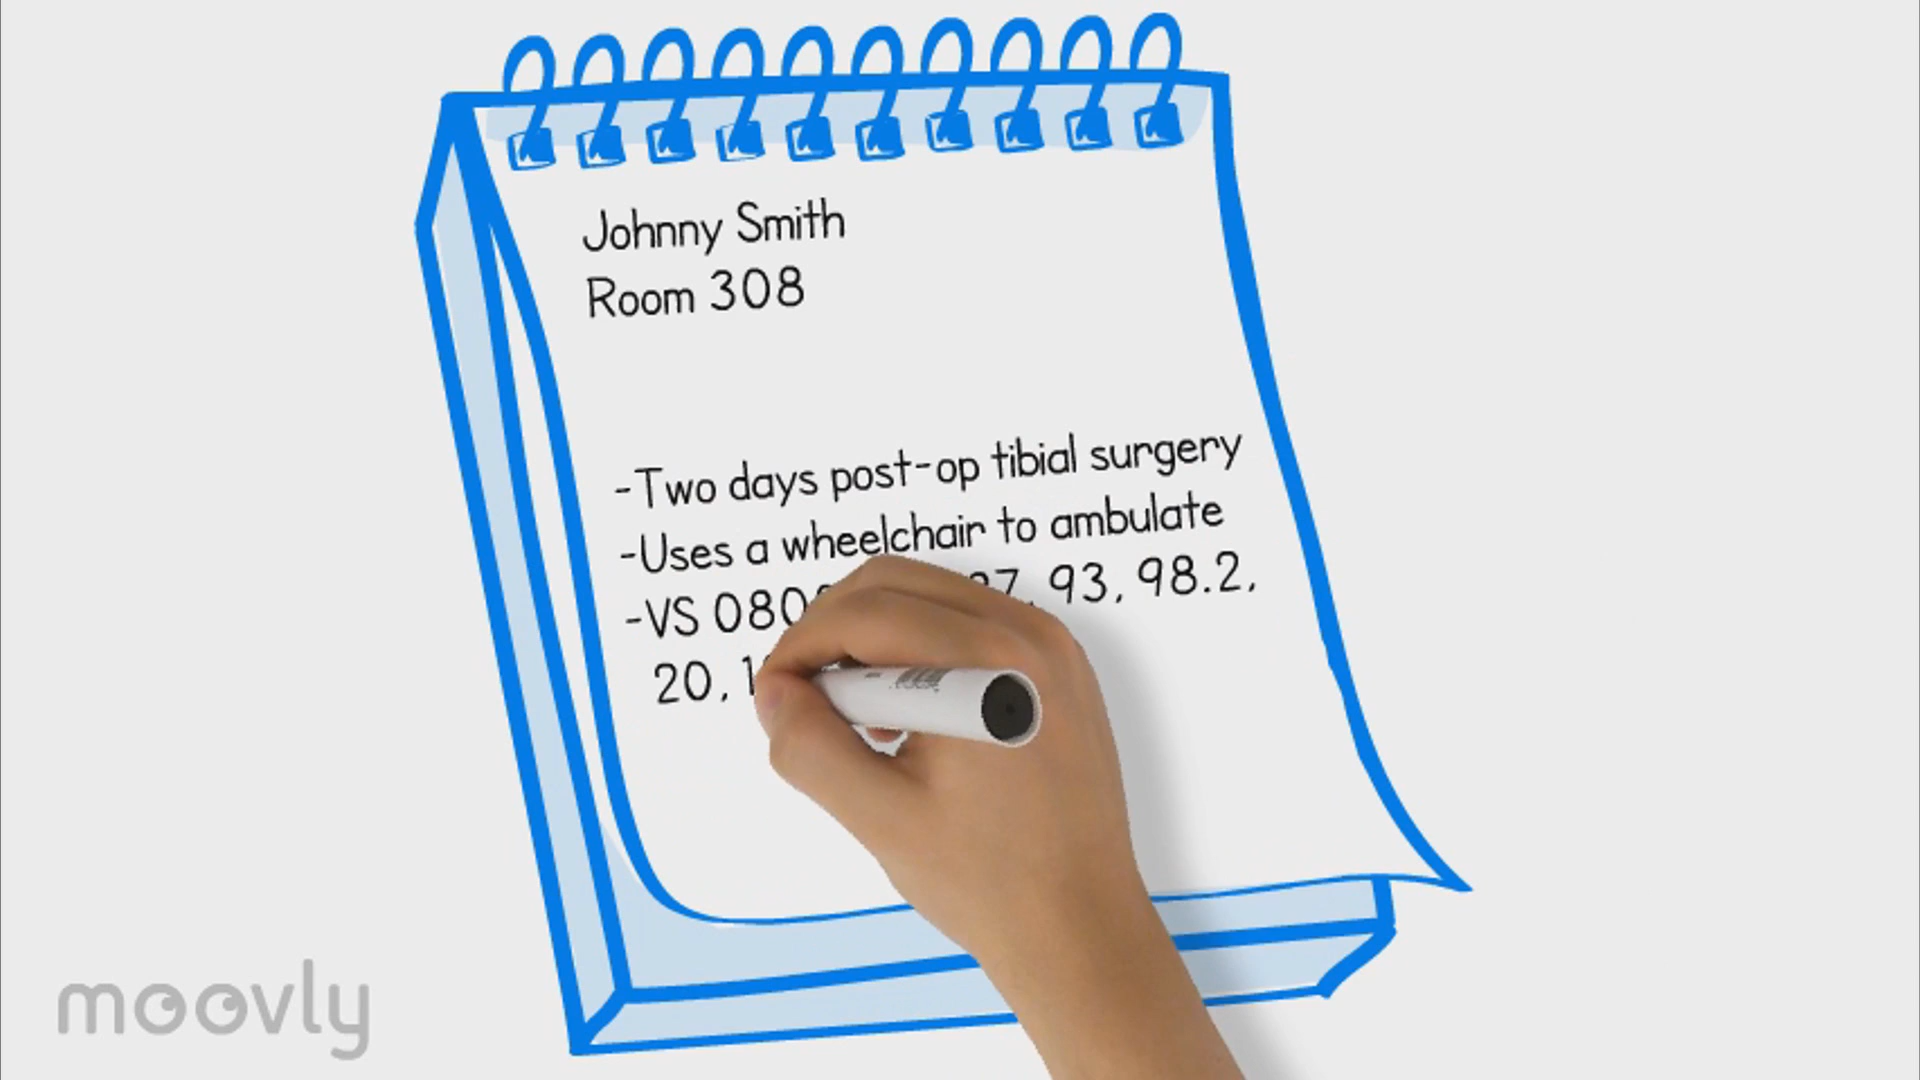 Johnny Smith
Room 308
-Two days post-op tibial surgery
-Uses a wheelchair to ambulate
-VS 93, 98.2,
20,
moovly